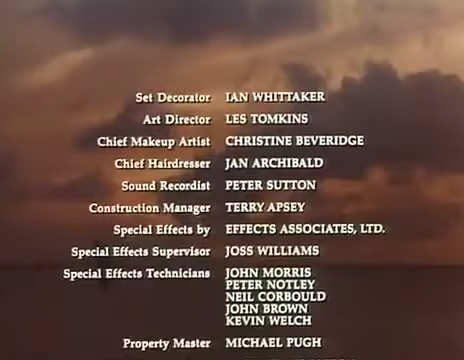 Set Decorator IAN WHITTAKER
Art Director LES TOMKINS
Chief Makeup Artist CHRISTINE BEVERIDGE
Chief Hairdresser JAN ARCHIBALD
Sound Recordist PETER SUTTON
Construction Manager TERRY APSEY
Special Effects by EFFECTS ASSOCIATES, LTD.
Special Effects Supervisor JOSS WILLIAMS
Special Effects Technicians JOHN MORRIS
PETER NOTLEY
NEIL CORBOULD
JOHN BROWN
KEVIN WELCH
Property Master MICHAEL PUGH